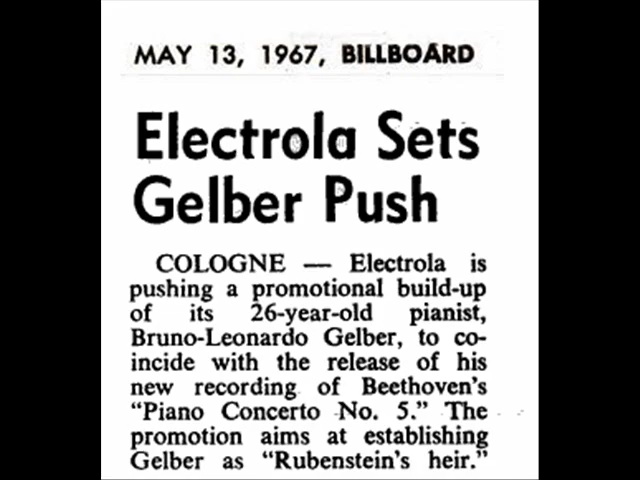 MAY 13, 1967, BILLBOARD
Electrola Sets
Gelber Push
COLOGNE — Electrola is
pushing a promotional build-up
of its 26-year-old pianist,
Bruno-Leonardo Gelber, to co-
incide with the release of his
new recording of Beethoven's
"Piano Concerto No. 5." The
promotion aims at establishing
Gelber as "Rubenstein's heir."